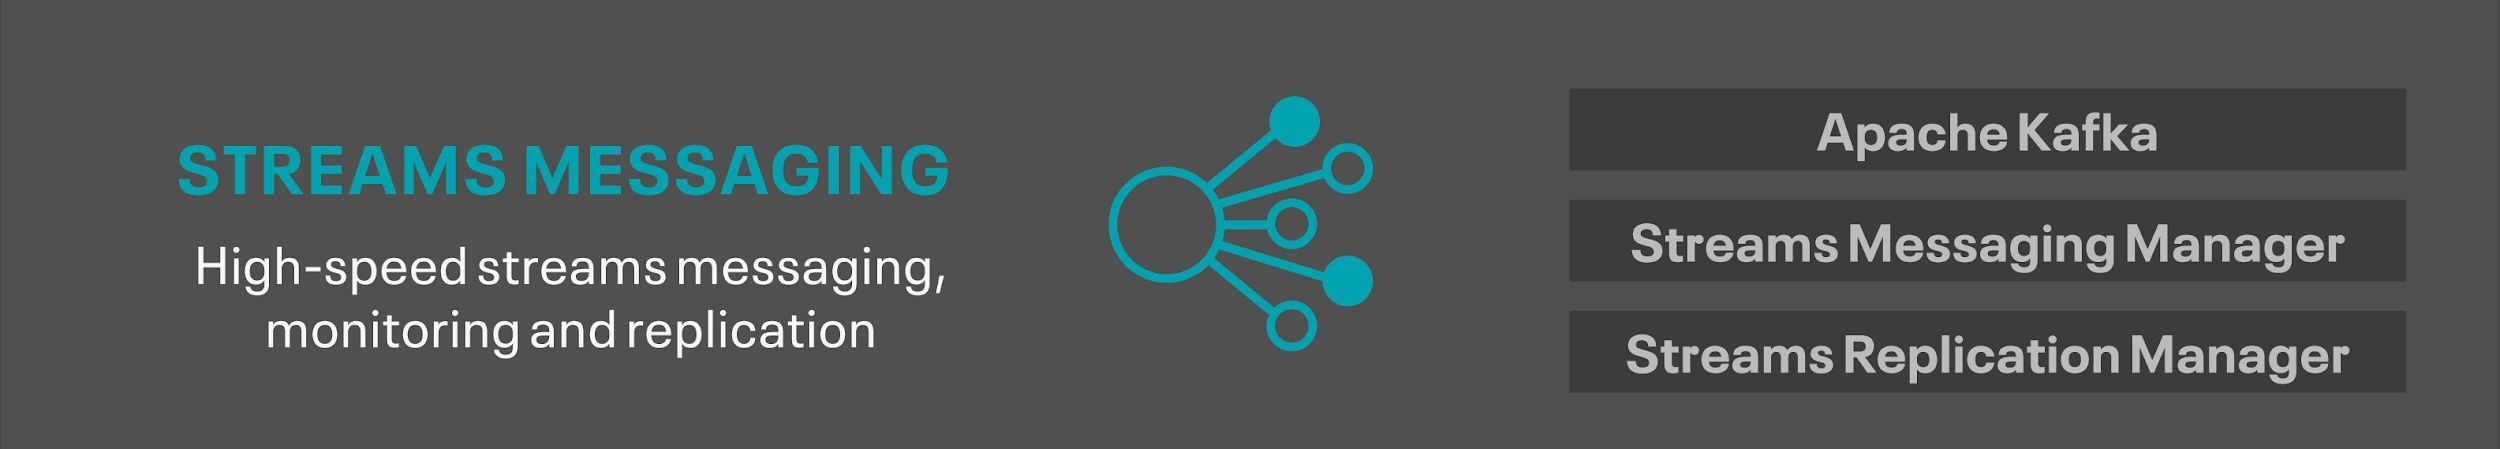 STREAMS MESSAGING
High-speed streams messaging,
monitoring and replication
Apache Kafka
Streams Messaging Manager
Streams Replication Manager